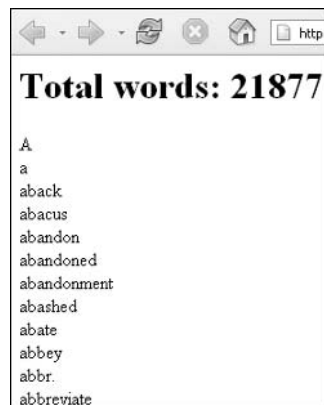 http
Total words: 21877
A
a
aback
abacus
abandon
abandoned
abandonment
abashed
abate
abbey
abbr.
abbreviate